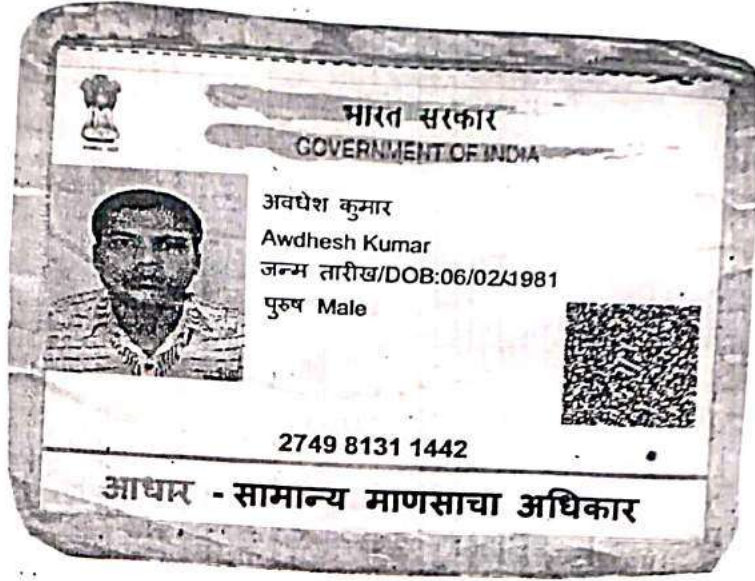 भारत सरकार
GOVERNMENT OF INDIA
अवधेश कुमार
Awdhesh Kumar
जन्म तारीख/DOB:06/02/1981
पुरुष Male
2749 8131 1442
आधार - सामान्य माणसाचा अधिकार